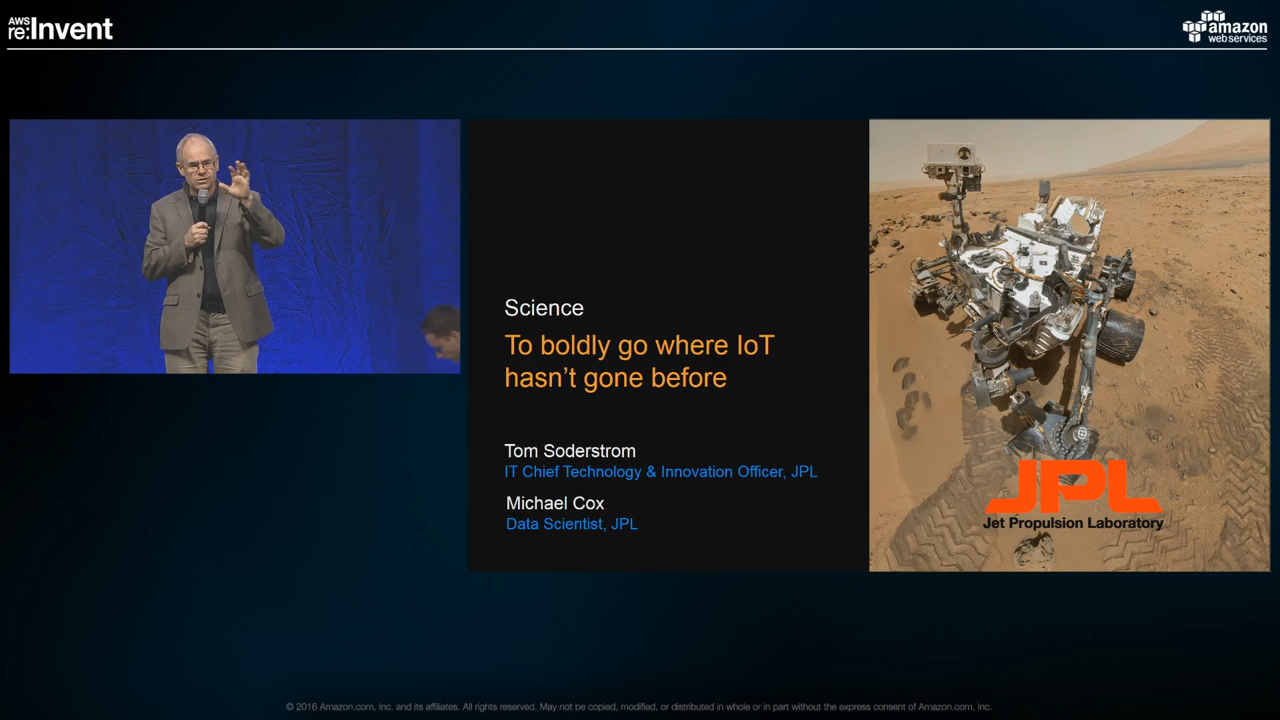 AWS
re:Invent
amazon
web services
Science
To boldly go where IoT
hasn't gone before
Tom Soderstrom
IT Chief Technology & Innovation Officer, JPL
Michael Cox
Data Scientist, JPL
JPL
Jet Propulsion Laboratory
© 2016 Amazon.com, Inc. and its affiliates. All rights reserved. May not be copied, modified, or distributed in whole or in part without the express consent of Amazon.com, Inc.